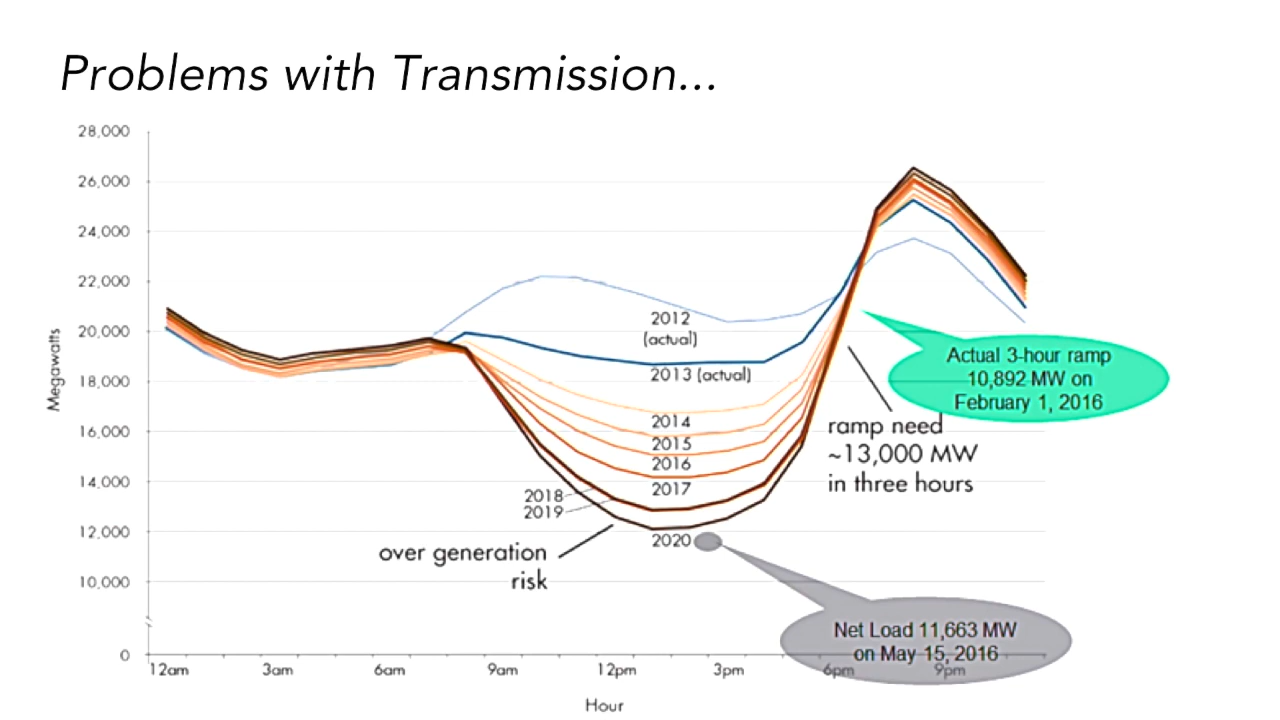 Problems with Transmission...
28,000
26,000
24,000
22,000
20,000
18,000
16,000
14,000
12,000
10,000
0
Megawatts
12am
3am
6am
9am
12pm
3pm
6pm
9pm
Hour
2012
(actual)
2013 (actual)
2014
2015
2016
2017
2018
2019
2020
over generation
risk
ramp need
~13,000 MW
in three hours
Actual 3-hour ramp
10,892 MW on
February 1, 2016
Net Load 11,663 MW
on May 15, 2016